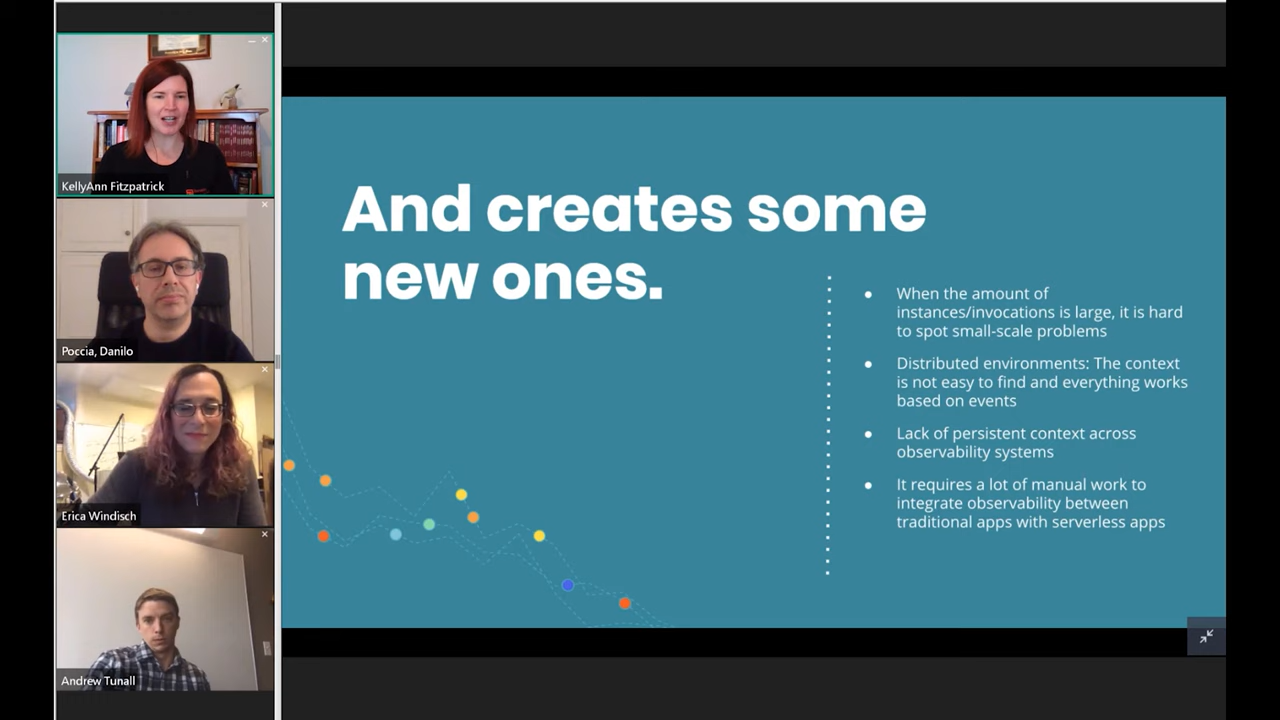 KellyAnn Fitzpatrick
Poccia, Danilo
Erica Windisch
Andrew Tunall
And creates some
new ones.
● When the amount of
instances/invocations is large, it is hard
to spot small-scale problems
● Distributed environments: The context
is not easy to find and everything works
based on events
● Lack of persistent context across
observability systems
● It requires a lot of manual work to
integrate observability between
traditional apps with serverless apps